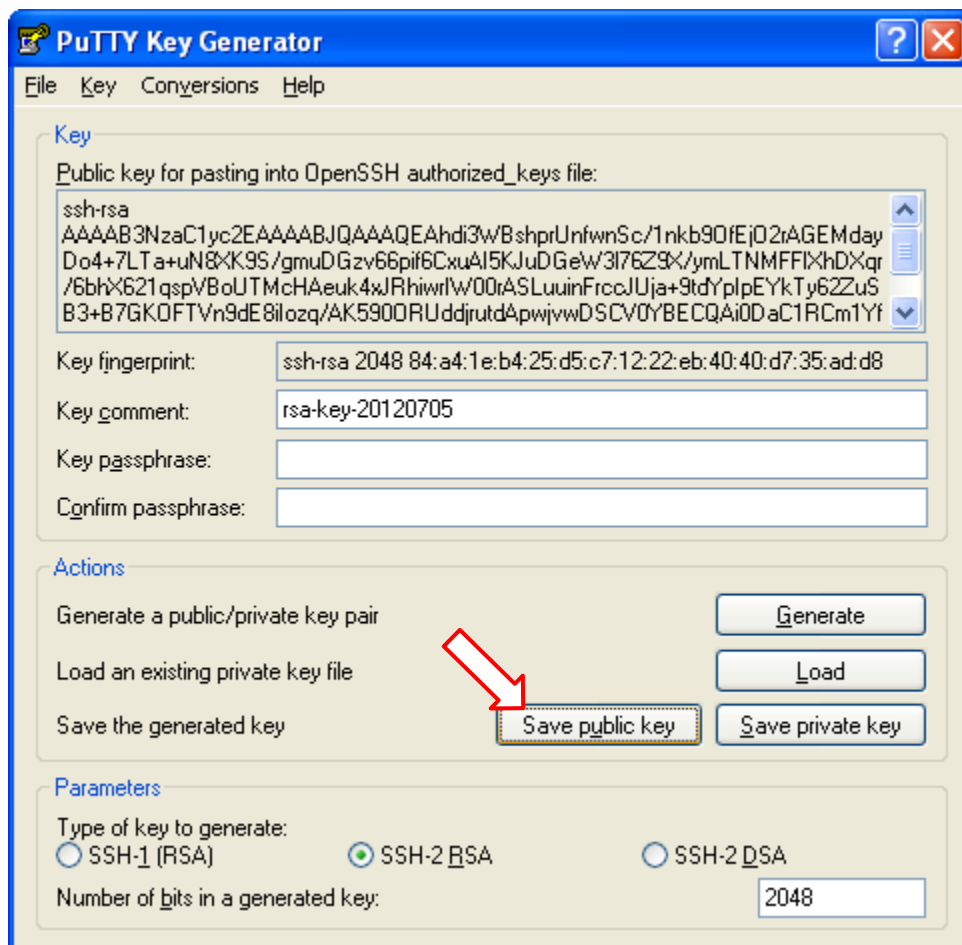 PuTTY Key Generator
File Key Conversions Help
Key
Public key for pasting into OpenSSH authorized_keys file:
ssh-rsa
AAAAB3NzaC1yc2EAAAABJQAAAQEAhdi3WBshprUnfwnSc/1nkb9OfEjO2rAGEMday
Do4+7LTa+uN8XK9S/gmuDGzv66pif6CxuAI5KJuDGeW3I76Z9X/ymLTNMFFIXhDXqr
/6bhX621qspVBoUTMcHAeuk4xJRhiwrlW00rASLuuinFrccJUja+9tdYpIpEYkTy62ZuS
B3+B7GKOFTVn9dE8iIozq/AK590ORUddjrutdApwjvwDSCV0YBECQAi0DaC1RCm1Yf
Key fingerprint:
ssh-rsa 2048 84:a4:1e:b4:25:d5:c7:12:22:eb:40:40:d7:35:ad:d8
Key comment:
rsa-key-20120705
Key passphrase:
Confirm passphrase:
Actions
Generate a public/private key pair
Generate
Load an existing private key file
Load
Save the generated key
Save public key
Save private key
Parameters
Type of key to generate:
SSH-1 (RSA)
SSH-2 RSA
SSH-2 DSA
Number of bits in a generated key:
2048